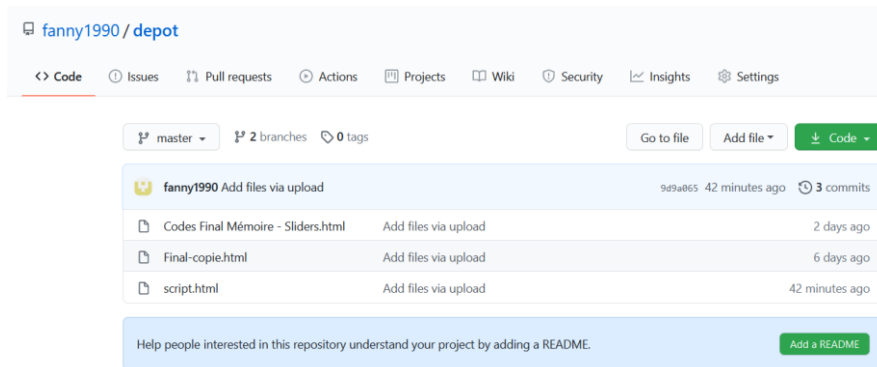 fanny1990 / depot
<> Code Issues Pull requests Actions Projects Wiki Security Insights Settings
master 2 branches 0 tags Go to file Add file Code
fanny1990 Add files via upload 9d9a065 42 minutes ago 3 commits
Codes Final Mémoire - Sliders.html Add files via upload 2 days ago
Final-copie.html Add files via upload 6 days ago
script.html Add files via upload 42 minutes ago
Help people interested in this repository understand your project by adding a README. Add a README